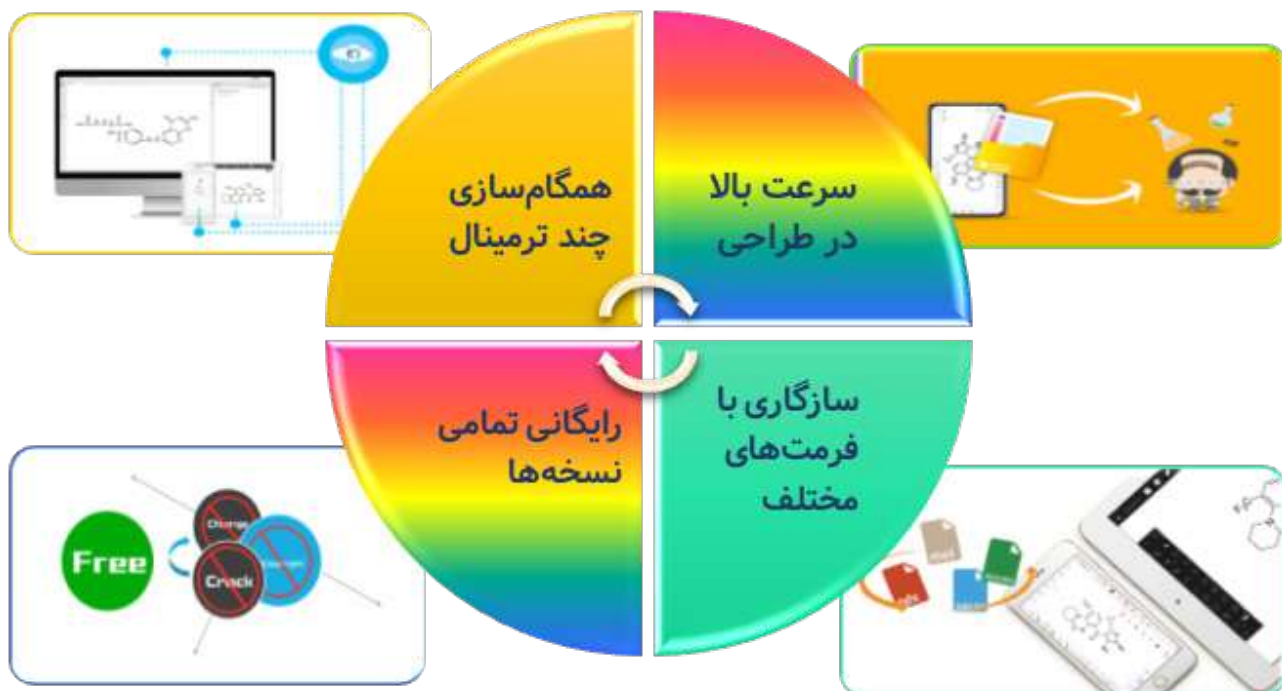 سرعت بالا
در طراحی
همگام‌سازی
چند ترمینال
سازگاری با
فرمت‌های
مختلف
رایگانی تمامی
نسخه‌ها
Free
Charge
Crack